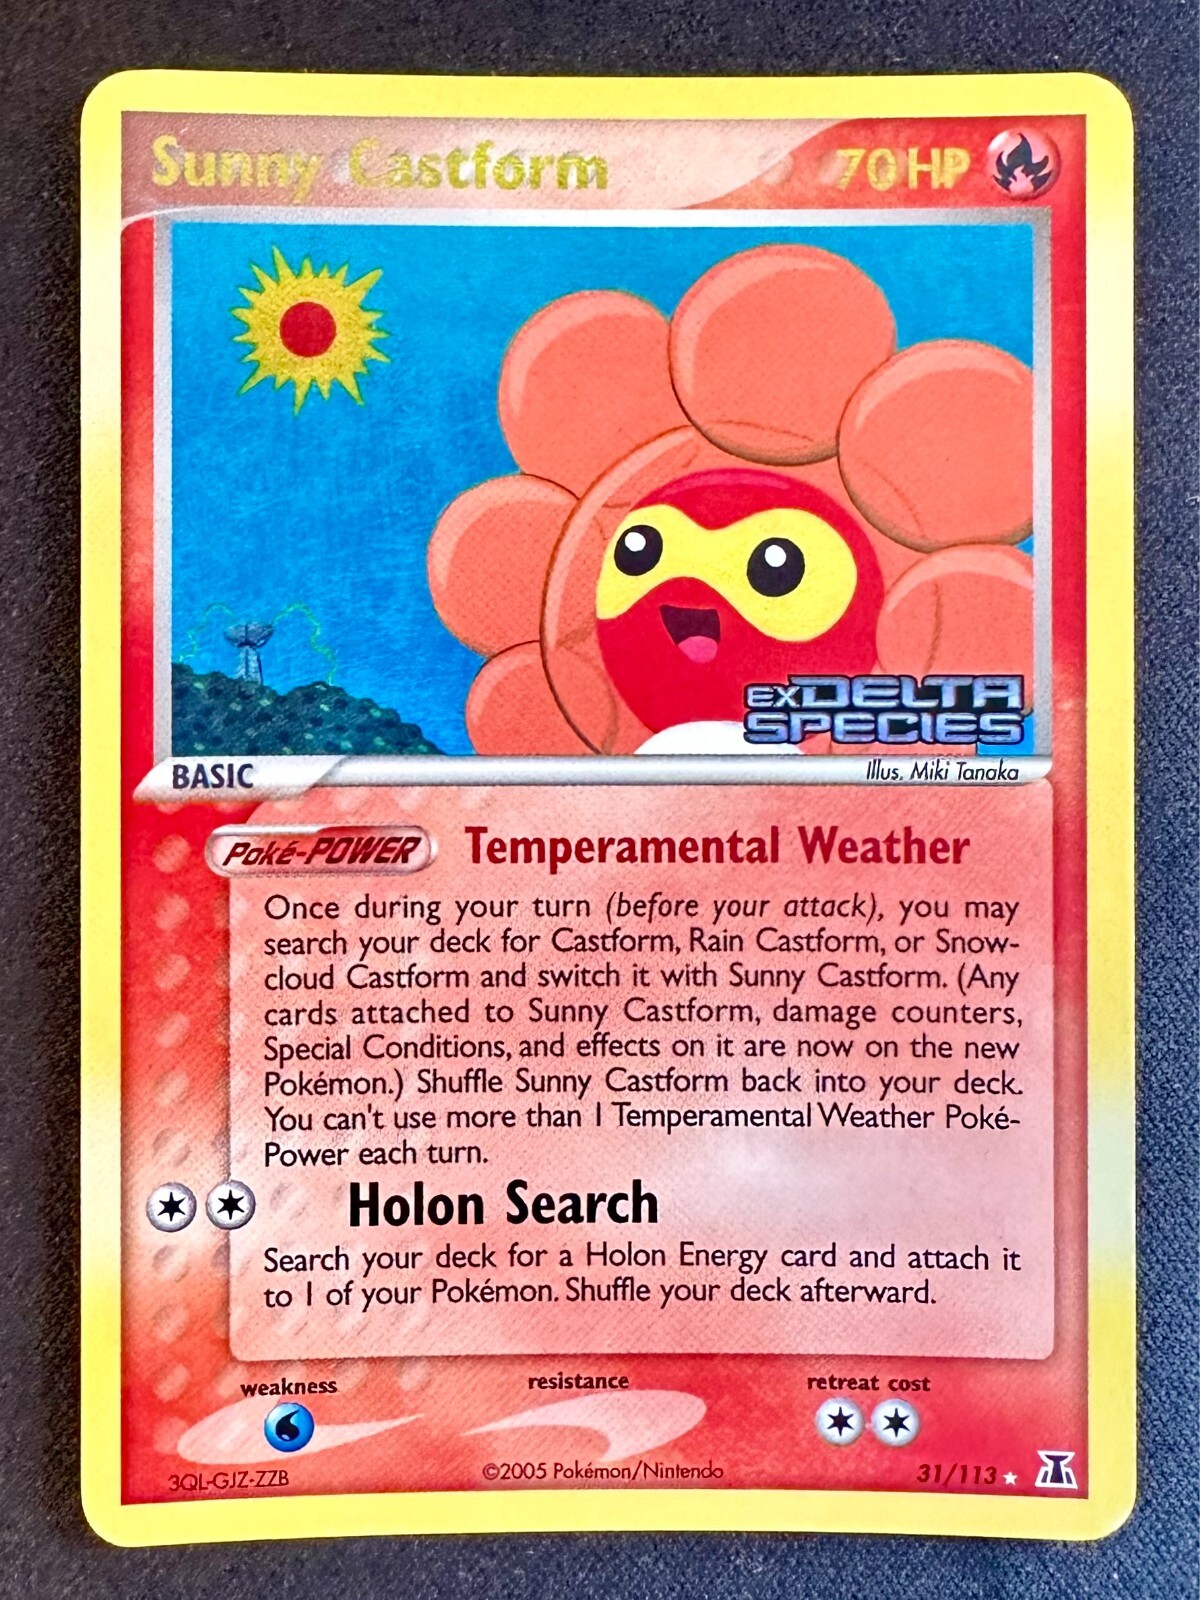 Sunny Castform 70 HP
EX DELTA
SPECIES
BASIC
Illus. Miki Tanaka
Poké-POWER Temperamental Weather
Once during your turn (before your attack), you may
search your deck for Castform, Rain Castform, or Snow-
cloud Castform and switch it with Sunny Castform. (Any
cards attached to Sunny Castform, damage counters,
Special Conditions, and effects on it are now on the new
Pokémon.) Shuffle Sunny Castform back into your deck.
You can't use more than 1 Temperamental Weather Poké-
Power each turn.
Holon Search
Search your deck for a Holon Energy card and attach it
to 1 of your Pokémon. Shuffle your deck afterward.
weakness resistance retreat cost
3QL-GJZ-ZZB ©2005 Pokémon/Nintendo 31/113 ★